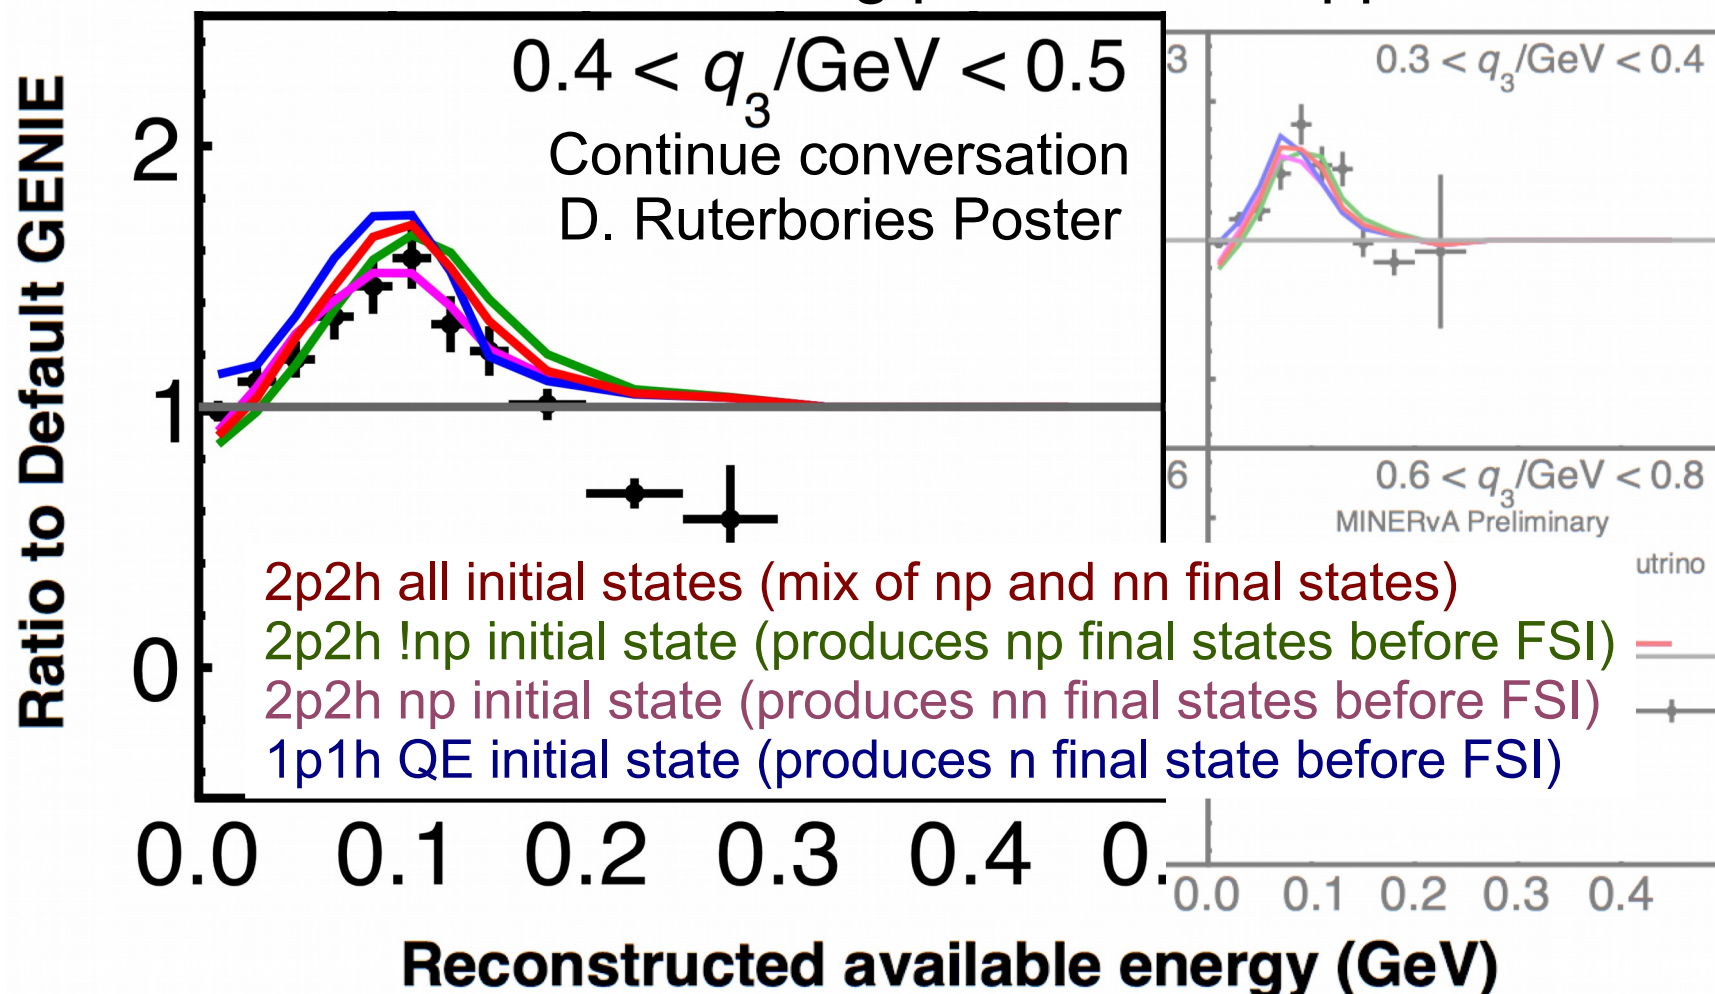 0.4 < q3/GeV < 0.5
Continue conversation
D. Ruterbories Poster
Ratio to Default GENIE
2
1
0
2p2h all initial states (mix of np and nn final states)
2p2h !np initial state (produces np final states before FSI)
2p2h np initial state (produces nn final states before FSI)
1p1h QE initial state (produces n final state before FSI)
0.0 0.1 0.2 0.3 0.4 0.
3
0.3 < q3/GeV < 0.4
6
0.6 < q3/GeV < 0.8
MINERvA Preliminary
utrino
0.0 0.1 0.2 0.3 0.4
Reconstructed available energy (GeV)